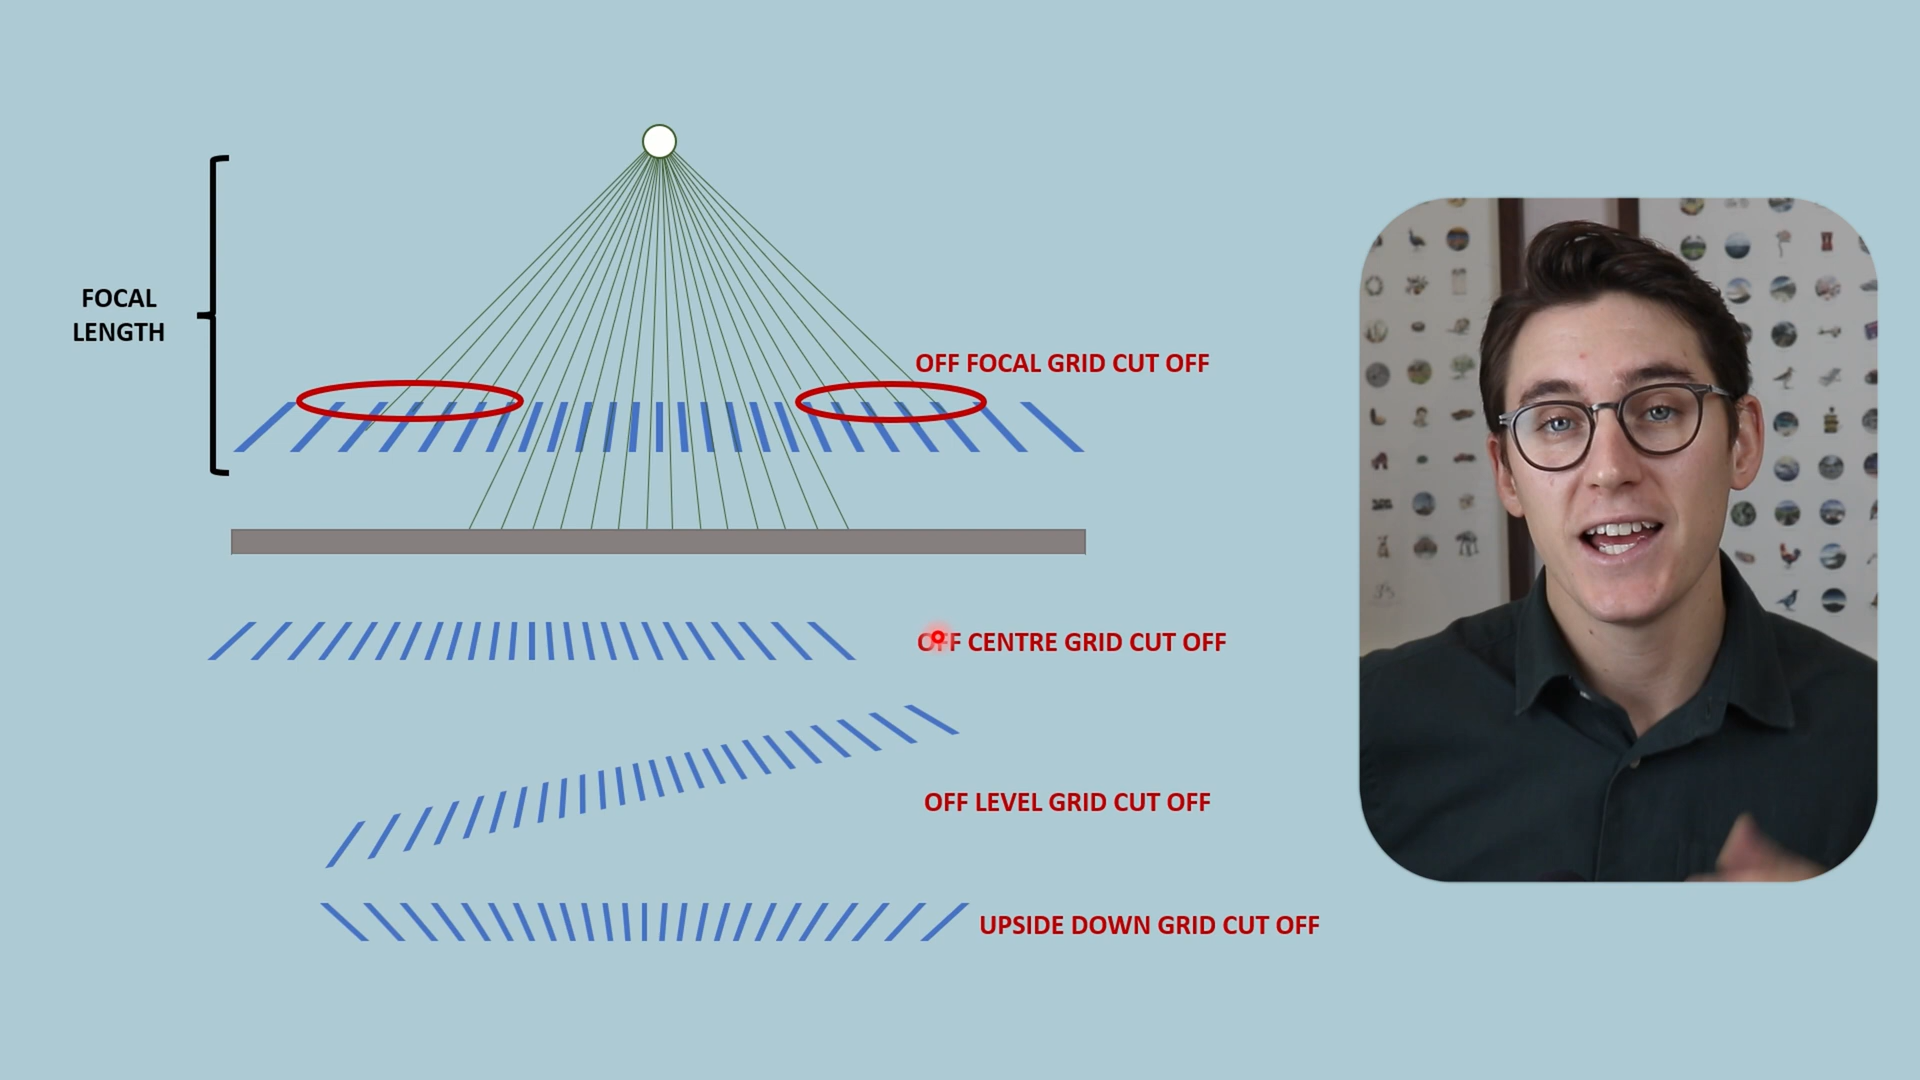 FOCAL
LENGTH
OFF FOCAL GRID CUT OFF
OFF CENTRE GRID CUT OFF
OFF LEVEL GRID CUT OFF
UPSIDE DOWN GRID CUT OFF